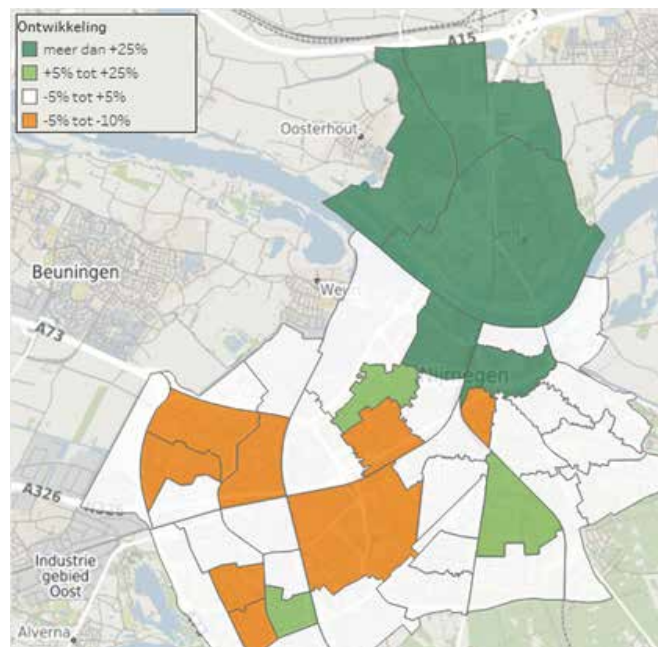 Ontwikkeling
meer dan +25%
+5% tot +25%
-5% tot +5%
-5% tot -10%
A15
Oosterhout
Beuningen
A73
Nijmegen
A326
Industrie
gebied
Oost
Alverna